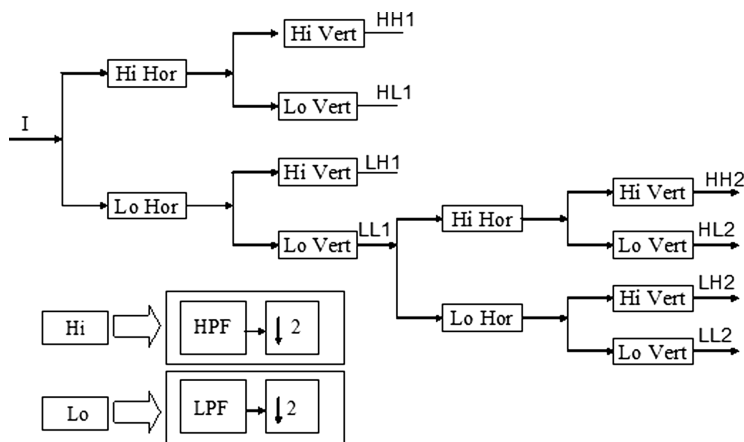 HH1
Hi Vert
Hi Hor
HL1
Lo Vert
I
LH1
Hi Vert
HH2
Hi Vert
Lo Hor
LL1
Lo Vert
Hi Hor
HL2
Lo Vert
LH2
Hi Vert
Lo Hor
LL2
Lo Vert
Hi
HPF
2
Lo
LPF
2